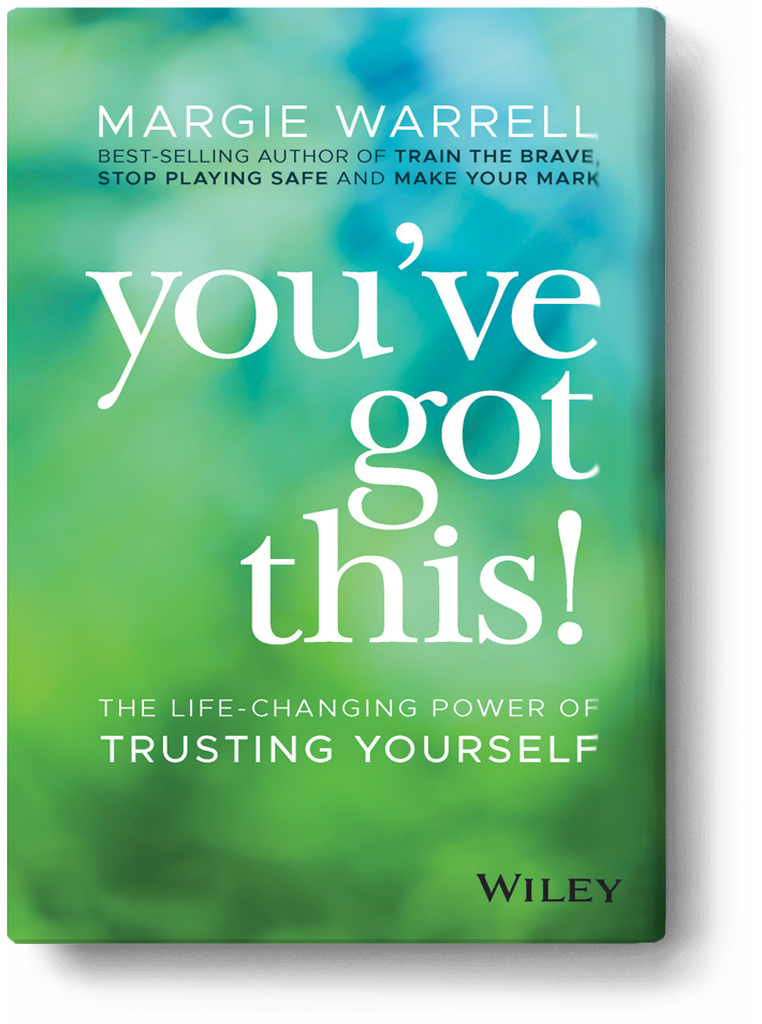 MARGIE WARRELL
BEST-SELLING AUTHOR OF TRAIN THE BRAVE,
STOP PLAYING SAFE AND MAKE YOUR MARK
you've
got
this!
THE LIFE-CHANGING POWER OF
TRUSTING YOURSELF
WILEY